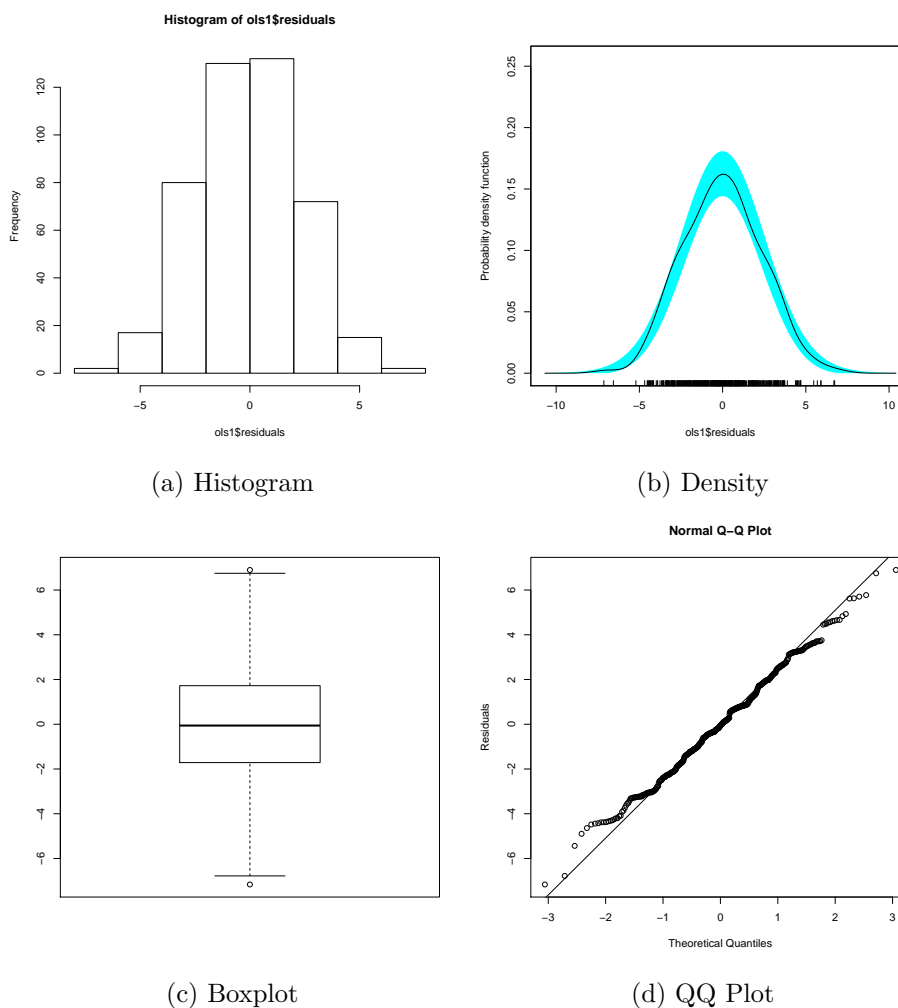 Histogram of ols1$residuals
Frequency
0 20 40 60 80 100 120
−5 0 5
ols1$residuals
(a) Histogram
Probability density function
0.00 0.05 0.10 0.15 0.20 0.25
−10 −5 0 5 10
ols1$residuals
(b) Density
−6 −4 −2 0 2 4 6
(c) Boxplot
Normal Q−Q Plot
Residuals
−6 −4 −2 0 2 4 6
−3 −2 −1 0 1 2 3
Theoretical Quantiles
(d) QQ Plot